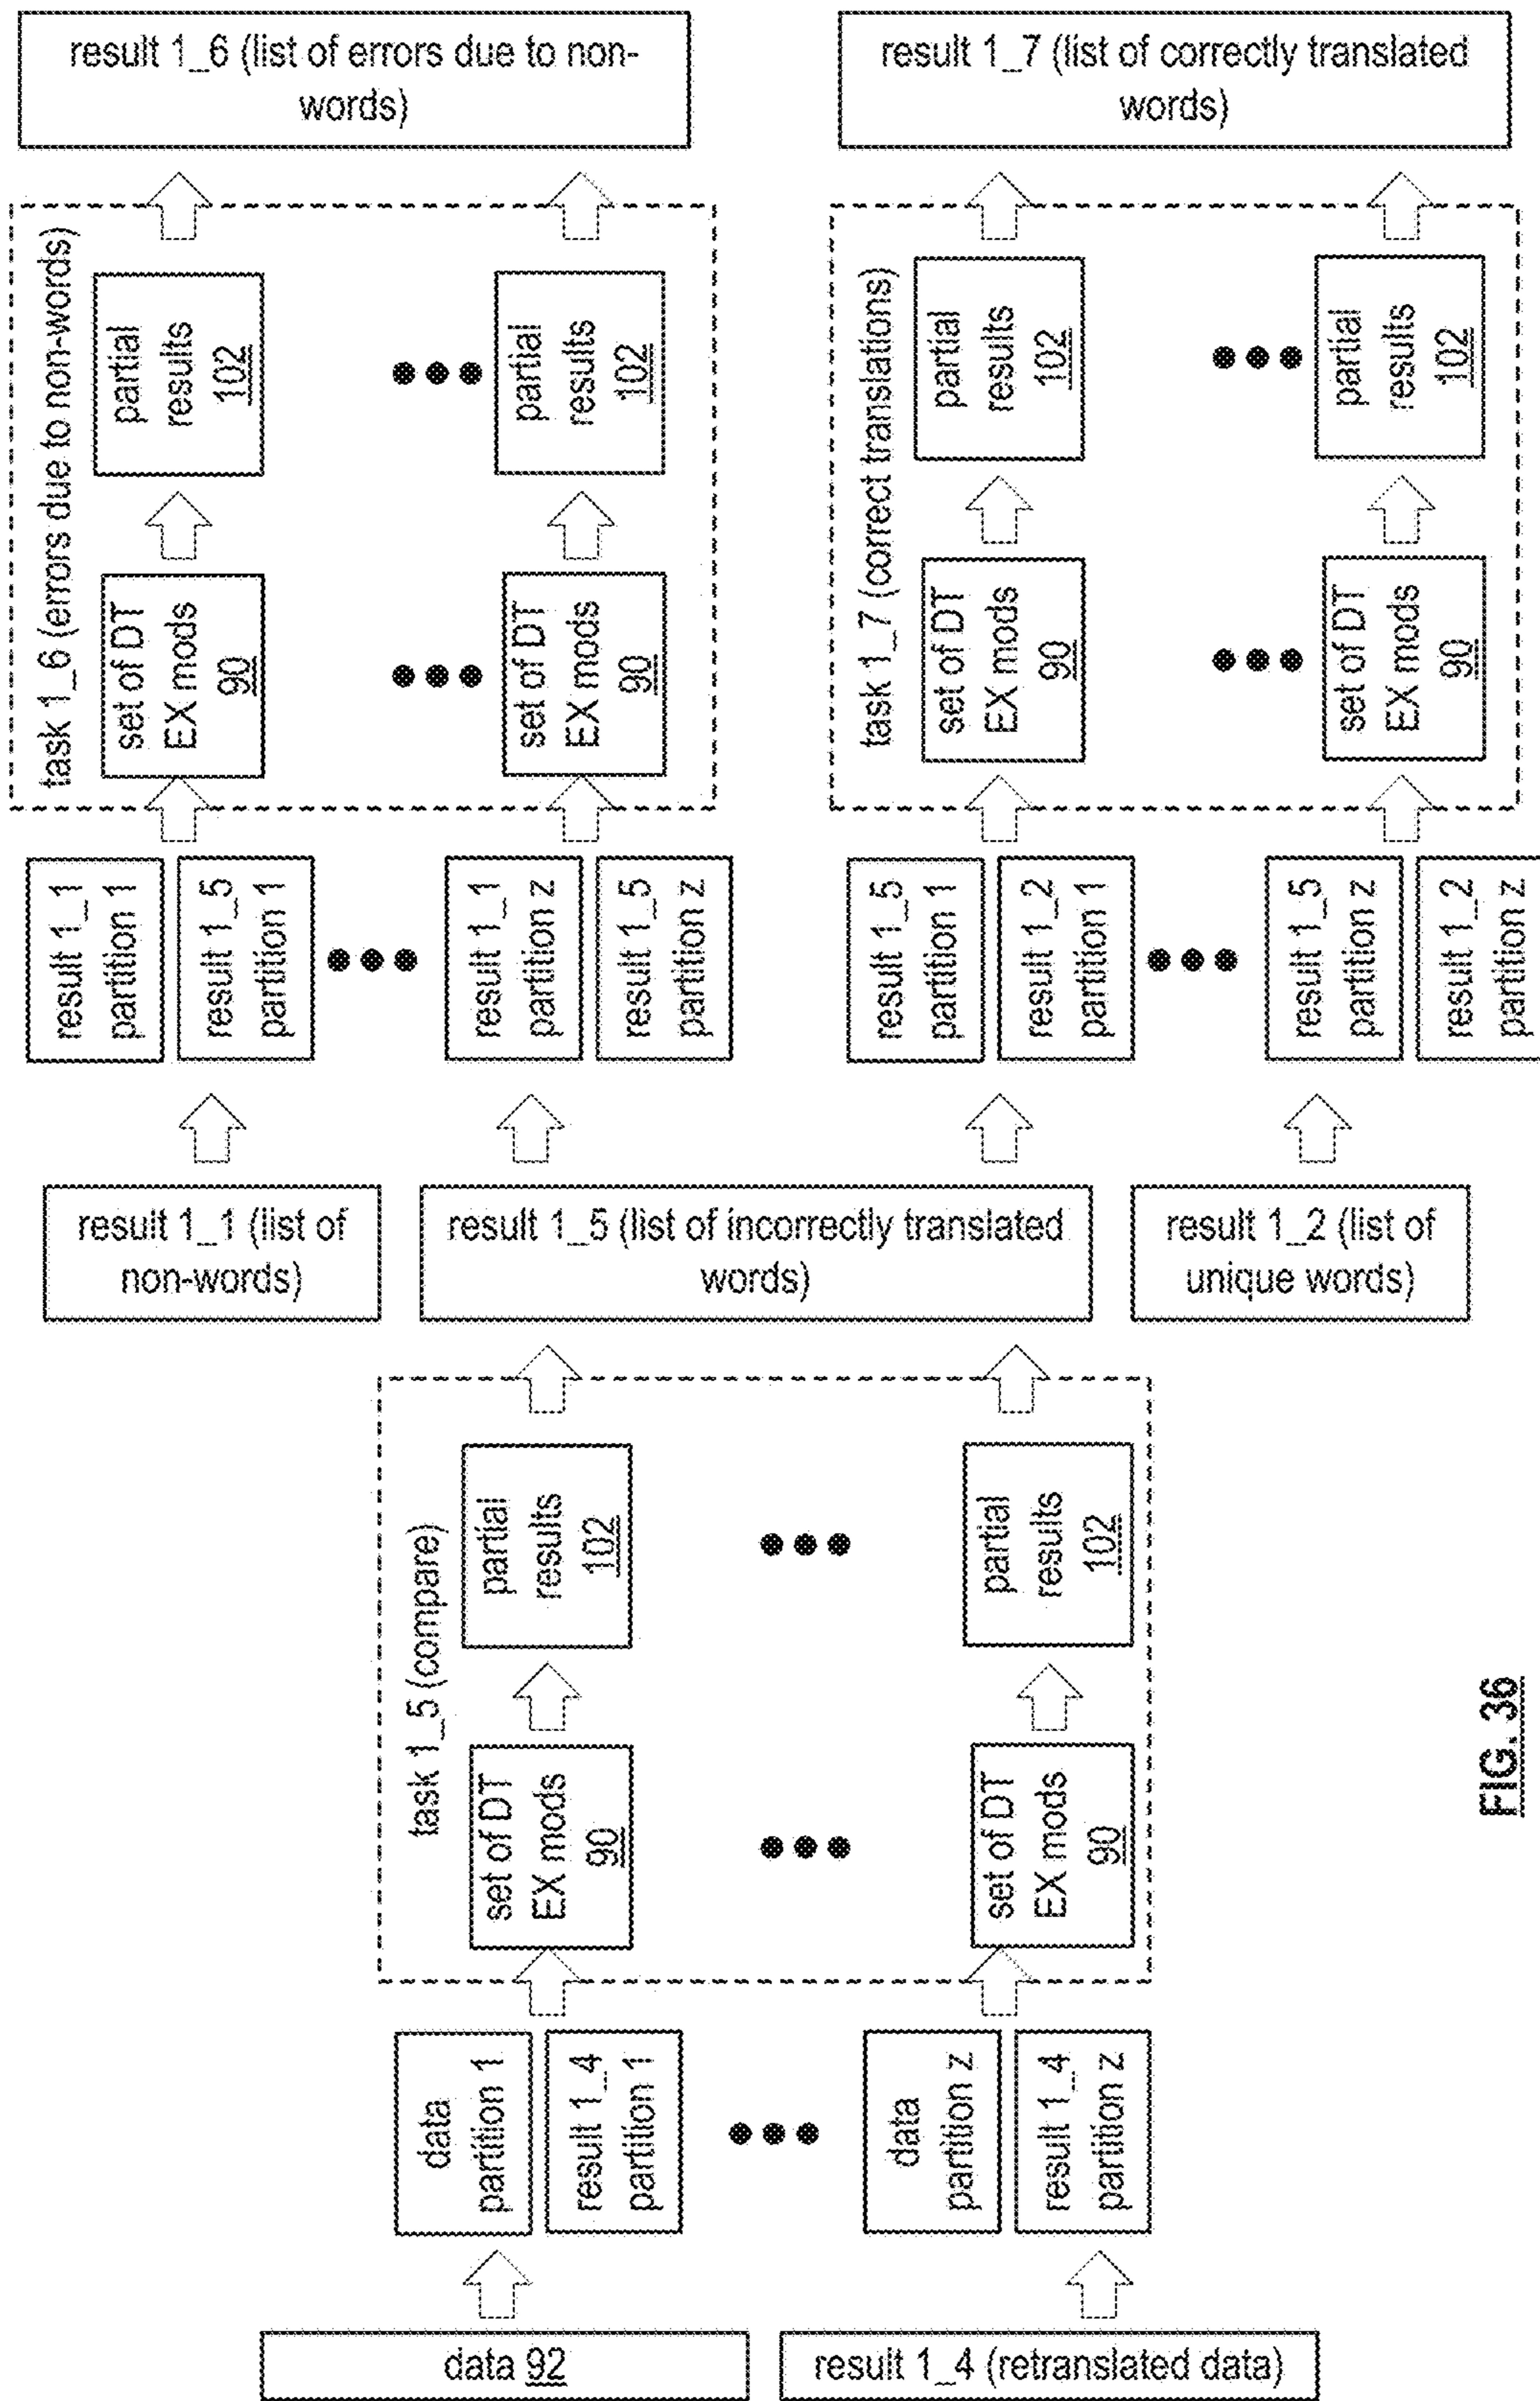 data 92
result 1_4 (retranslated data)
data
partition 1
result 1_4
partition 1
data
partition z
result 1_4
partition z
task 1_5 (compare)
set of DT
EX mods
90
partial
results
102
set of DT
EX mods
90
partial
results
102
result 1_1 (list of
non-words)
result 1_5 (list of incorrectly translated
words)
result 1_2 (list of
unique words)
result 1_1
partition 1
result 1_5
partition 1
result 1_1
partition z
result 1_5
partition z
result 1_5
partition 1
result 1_2
partition 1
result 1_5
partition z
result 1_2
partition z
task 1_6 (errors due to non-words)
set of DT
EX mods
90
partial
results
102
set of DT
EX mods
90
partial
results
102
task 1_7 (correct translations)
set of DT
EX mods
90
partial
results
102
set of DT
EX mods
90
partial
results
102
result 1_6 (list of errors due to non-
words)
result 1_7 (list of correctly translated
words)
FIG. 36